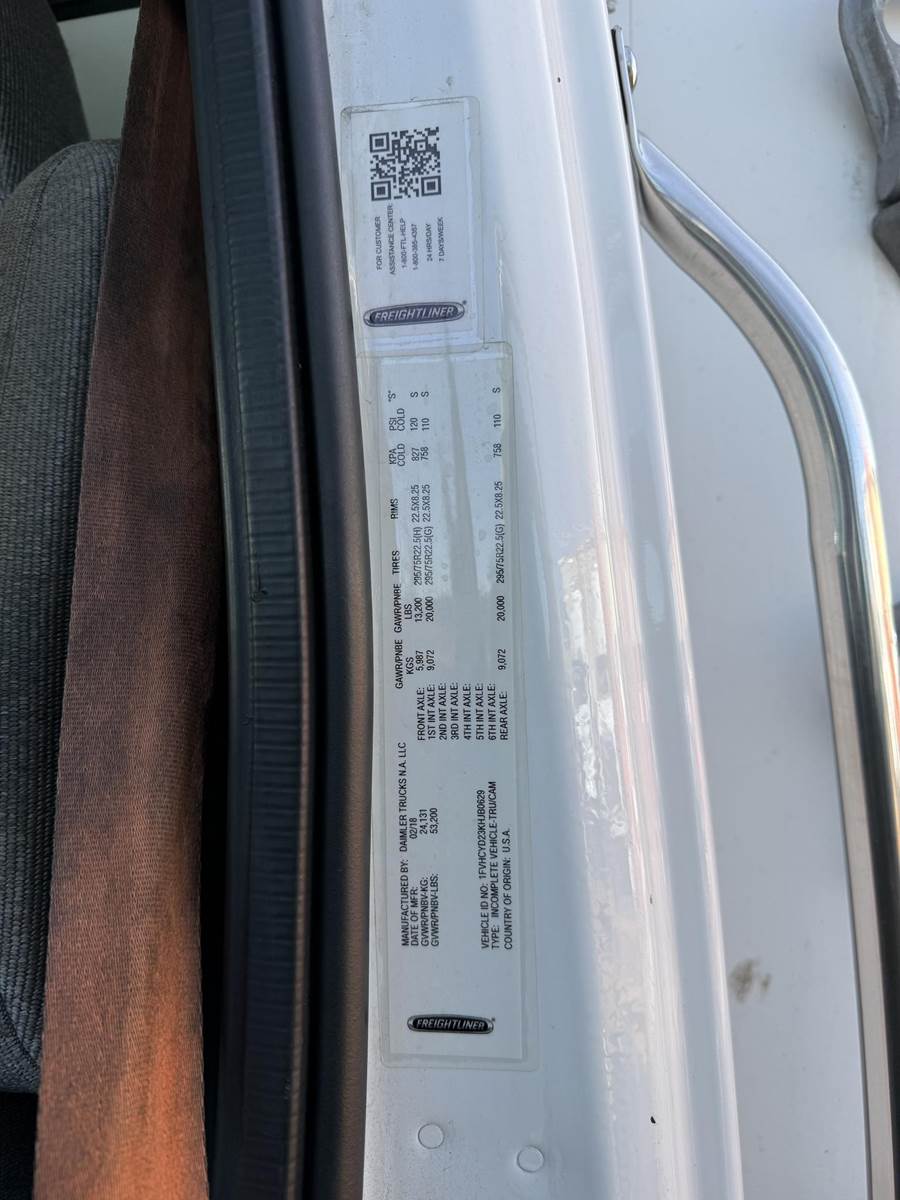 FOR CUSTOMER
ASSISTANCE CENTER:
1-800-FTL-HELP
1-800-385-4357
24 HRS/DAY
7 DAYS/WEEK
FREIGHTLINER®
FREIGHTLINER®
MANUFACTURED BY: DAIMLER TRUCKS N.A. LLC
DATE OF MFR: 02/18
GVWR/PNBV-KG: 24,131
GVWR/PNBV-LBS: 53,200
VEHICLE ID NO: 1FVHCYD23KHJB0629
TYPE: INCOMPLETE VEHICLE-TRU/CAM
COUNTRY OF ORIGIN: U.S.A.
GAWR/PNBE GAWR/PNBE TIRES RIMS KPA PSI "S"
KGS LBS COLD COLD
FRONT AXLE: 5,987 13,200 295/75R22.5(H) 22.5X8.25 827 120 S
1ST INT AXLE: 9,072 20,000 295/75R22.5(G) 22.5X8.25 758 110 S
2ND INT AXLE:
3RD INT AXLE:
4TH INT AXLE:
5TH INT AXLE:
6TH INT AXLE:
REAR AXLE: 9,072 20,000 295/75R22.5(G) 22.5X8.25 758 110 S